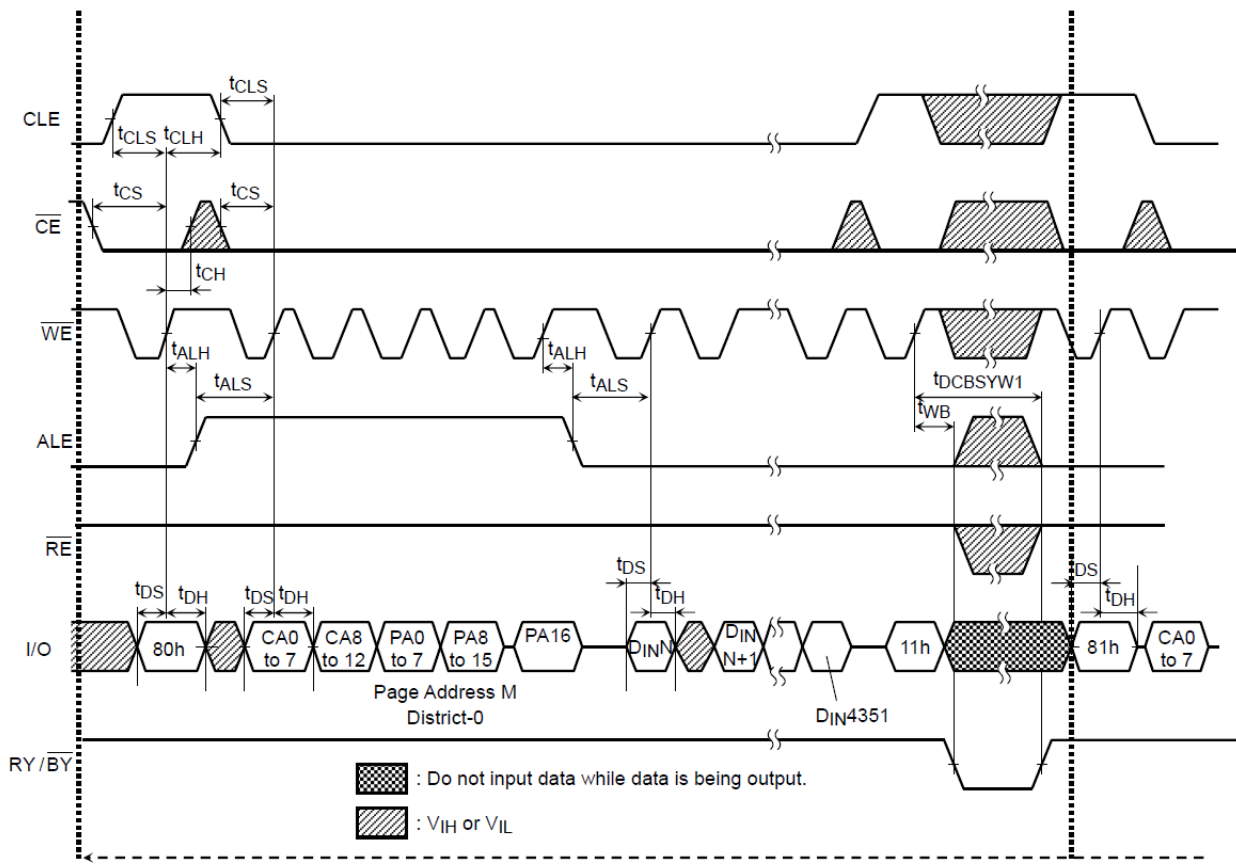 tCLS
CLE
tCLS tCLH
tCS tCS
CE
tCH
WE
tALH tALH
tALS tALS
tDCBSYW1
tWB
ALE
RE
tDS tDH tDS tDH tDS tDH DS tDH
I/O
80h
CA0 to 7
CA8 to 12
PA0 to 7
PA8 to 15
PA16
DINN
DIN N+1
11h
81h
CA0 to 7
Page Address M
District-0
DIN4351
RY/BY
: Do not input data while data is being output.
: VIH or VIL